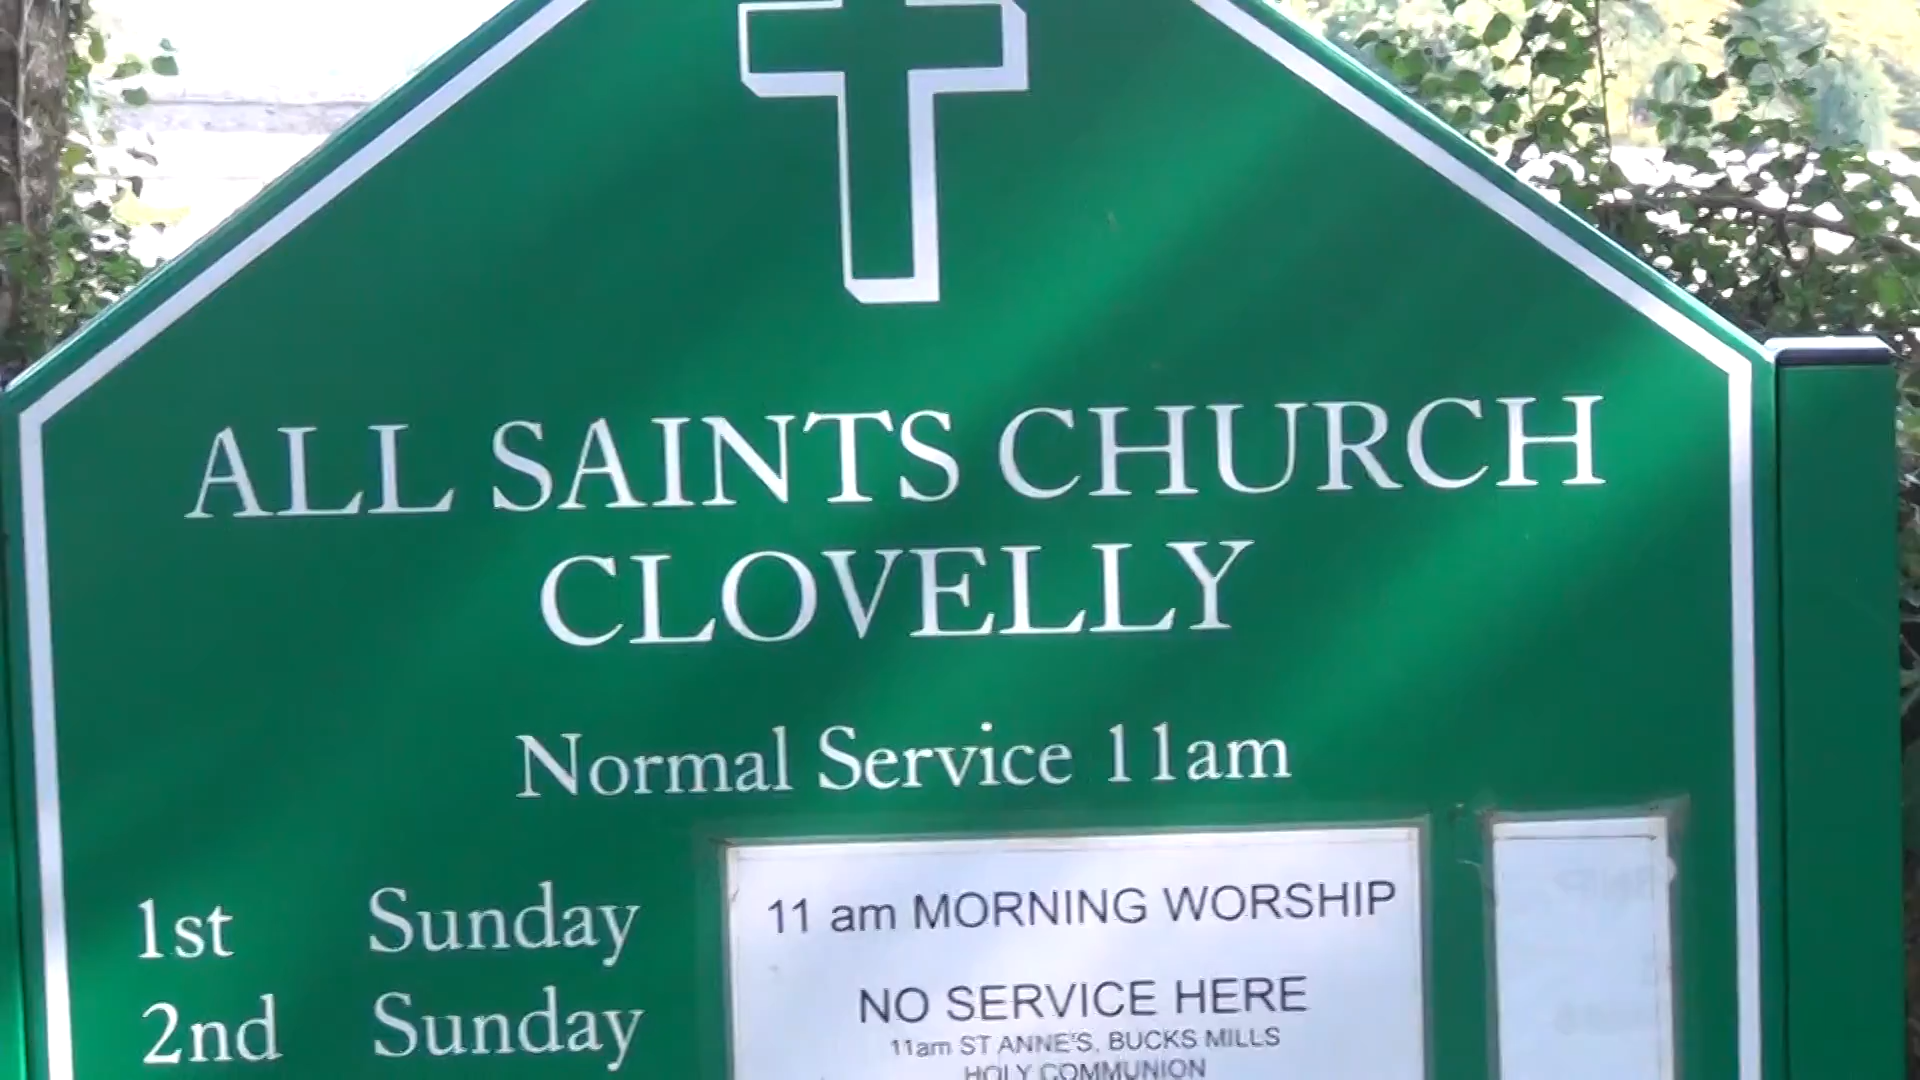 ALL SAINTS CHURCH
CLOVELLY
Normal Service 11am
1st Sunday 11 am MORNING WORSHIP
2nd Sunday NO SERVICE HERE
11am ST ANNE'S, BUCKS MILLS
HOLY COMMUNION